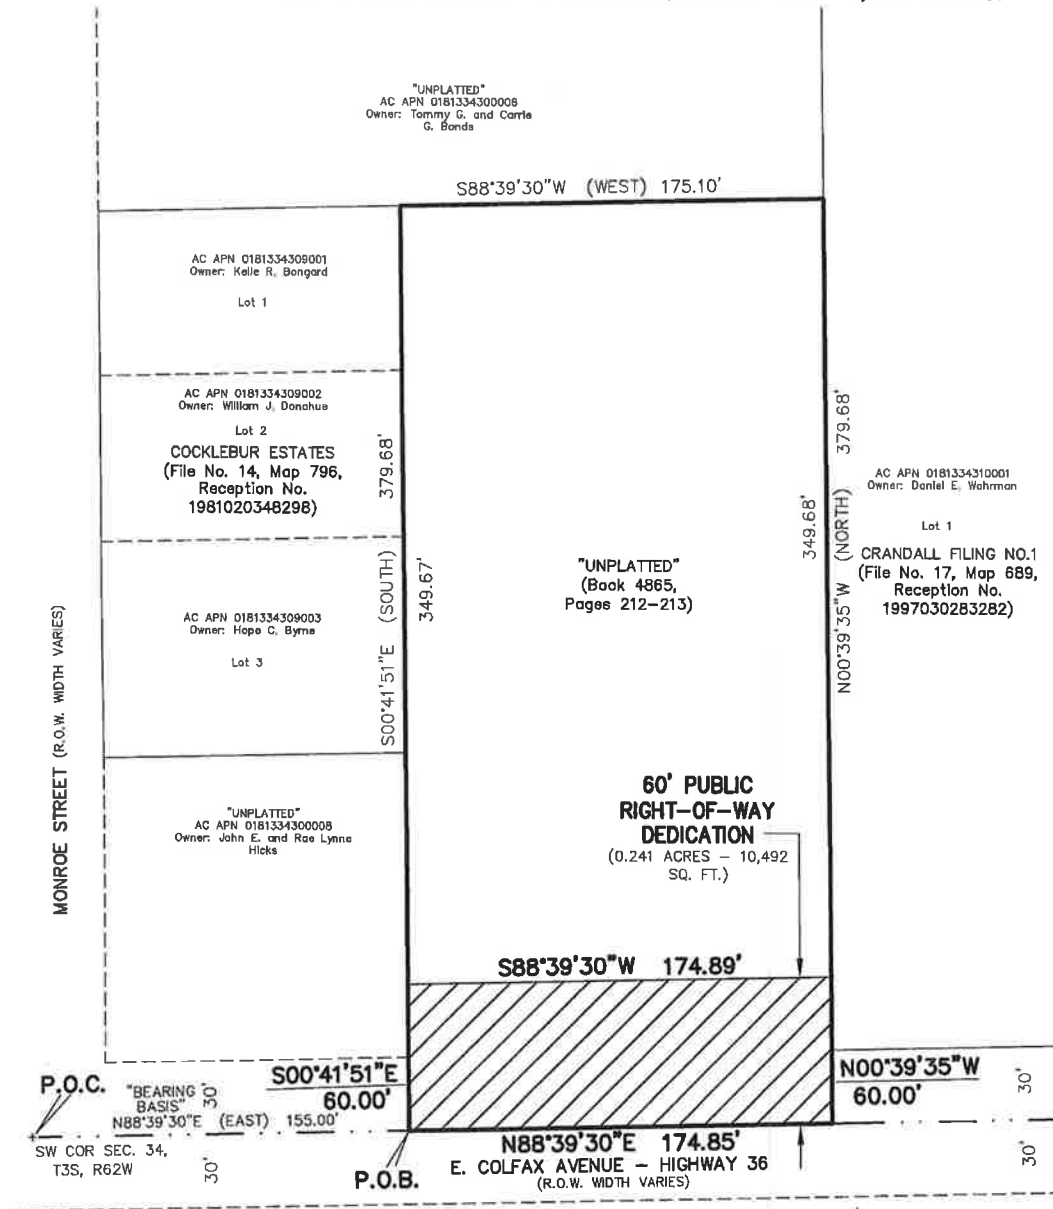 "UNPLATTED"
AC APN 0181334300006
Owner: Tommy G. and Carrie
G. Bonds
S88°39'30"W (WEST) 175.10'
AC APN 0181334309001
Owner: Kelle R. Bongard
Lot 1
AC APN 0181334309002
Owner: William J. Donahue
Lot 2
COCKLEBUR ESTATES
(File No. 14, Map 796,
Reception No.
1981020348298)
AC APN 0181334309003
Owner: Hope C. Byrne
Lot 3
S00°41'51"E (SOUTH) 379.68'
349.67'
"UNPLATTED"
(Book 4865,
Pages 212-213)
349.68'
N00°39'35"W (NORTH) 379.68'
AC APN 0181334310001
Owner: Daniel E. Wahrman
Lot 1
CRANDALL FILING NO.1
(File No. 17, Map 689,
Reception No.
1997030283282)
MONROE STREET (R.O.W. WIDTH VARIES)
"UNPLATTED"
AC APN 0181334300008
Owner: John E. and Rae Lynne
Hicks
60' PUBLIC
RIGHT-OF-WAY
DEDICATION
(0.241 ACRES - 10,492
SQ. FT.)
S88°39'30"W 174.89'
S00°41'51"E
60.00'
N00°39'35"W
60.00'
30'
30'
P.O.C.
"BEARING
BASIS"
30'
N88°39'30"E (EAST) 155.00'
SW COR SEC. 34,
T3S, R62W
30'
P.O.B.
N88°39'30"E 174.85'
E. COLFAX AVENUE - HIGHWAY 36
(R.O.W. WIDTH VARIES)